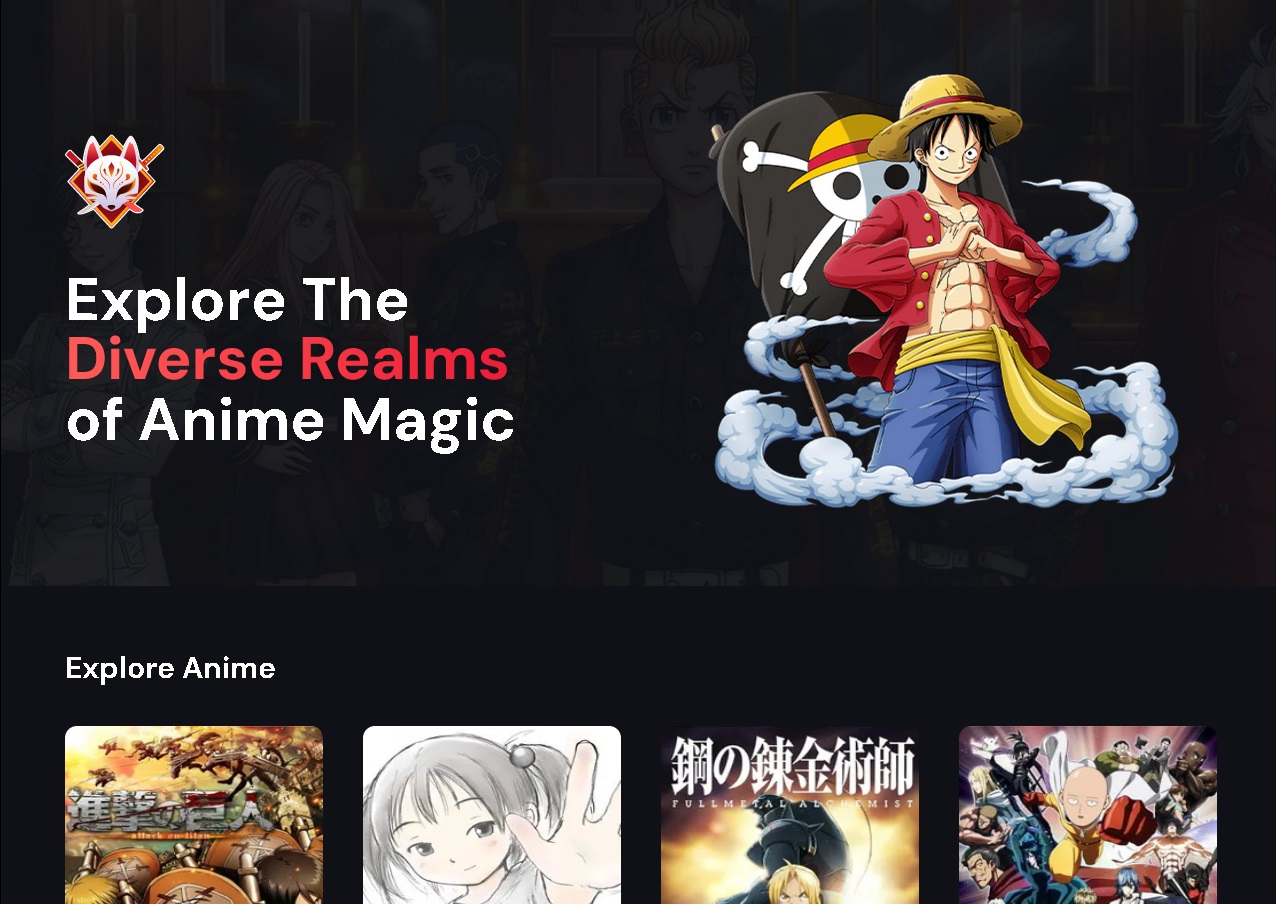 Explore The
Diverse Realms
of Anime Magic
Explore Anime
進撃の巨人
attack on titan
鋼の錬金術師
FULLMETAL ALCHEMIST